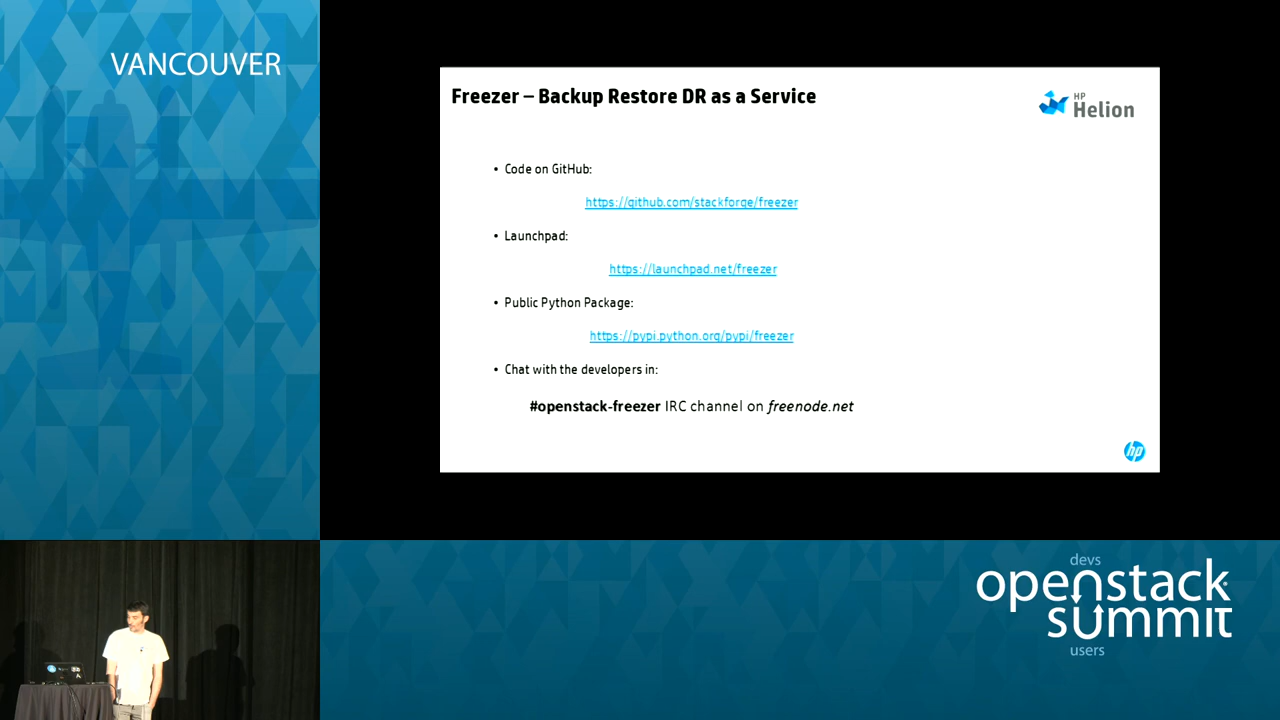 VANCOUVER
Freezer – Backup Restore DR as a Service
HP
Helion
• Code on GitHub:
https://github.com/stackforge/freezer
• Launchpad:
https://launchpad.net/freezer
• Public Python Package:
https://pypi.python.org/pypi/freezer
• Chat with the developers in:
#openstack-freezer IRC channel on freenode.net
hp
devs
openstack
summit
users